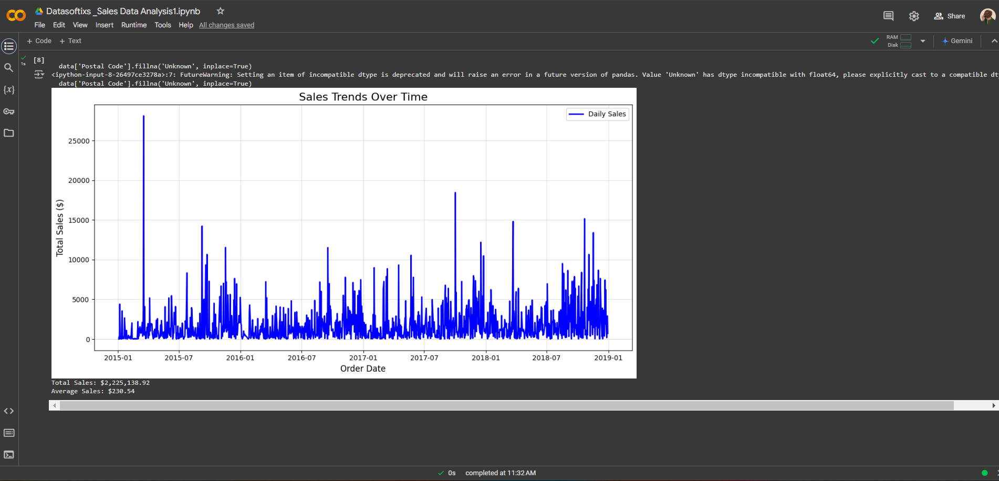 Datasoftixs _Sales Data Analysis1.ipynb
File Edit View Insert Runtime Tools Help All changes saved
Share
+ Code + Text
RAM
Disk
Gemini
[8]
1s
data['Postal Code'].fillna('Unknown', inplace=True)
<ipython-input-8-26497ce3278a>:7: FutureWarning: Setting an item of incompatible dtype is deprecated and will raise an error in a future version of pandas. Value 'Unknown' has dtype incompatible with float64, please explicitly cast to a compatible dt
data['Postal Code'].fillna('Unknown', inplace=True)
Sales Trends Over Time
Daily Sales
25000
20000
15000
10000
5000
0
Total Sales ($)
2015-01 2015-07 2016-01 2016-07 2017-01 2017-07 2018-01 2018-07 2019-01
Order Date
Total Sales: $2,225,138.92
Average Sales: $230.54
0s completed at 11:32 AM